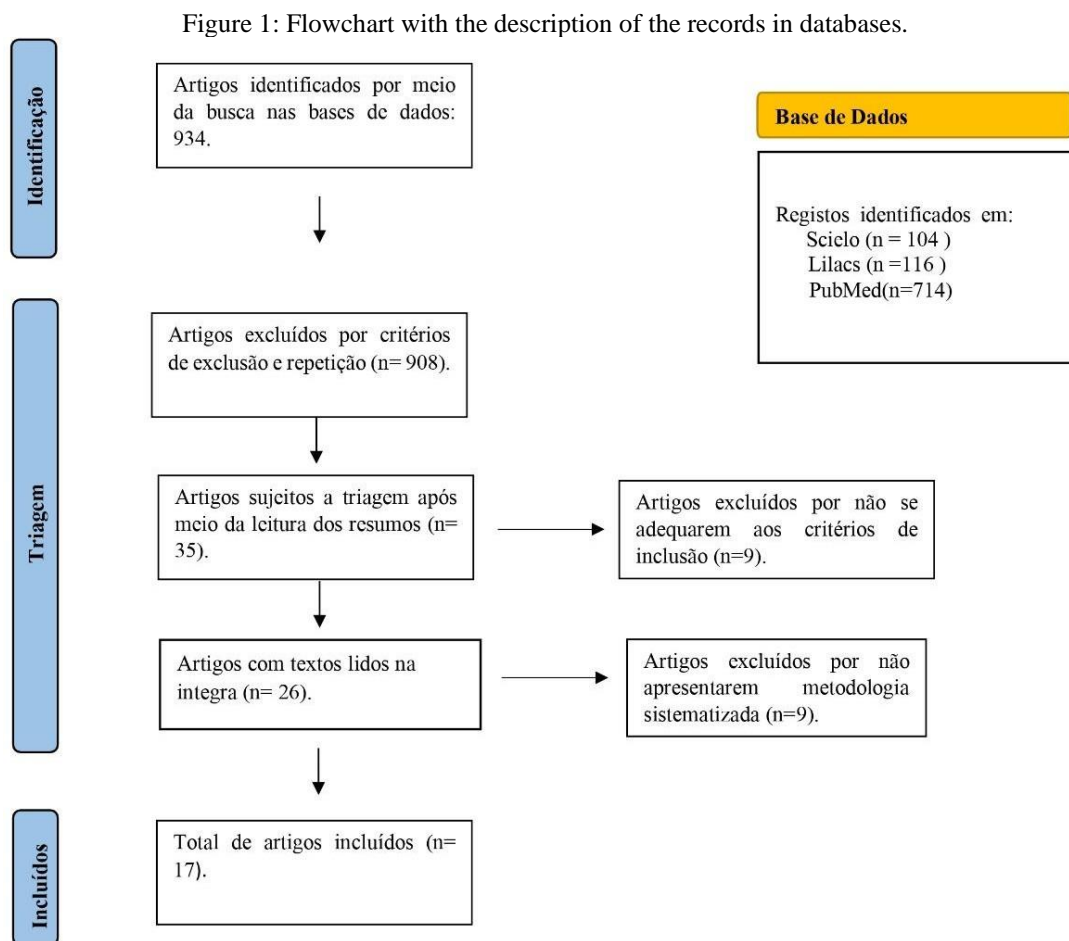 Figure 1: Flowchart with the description of the records in databases.
Identificação
Artigos identificados por meio
da busca nas bases de dados:
934.
Base de Dados
Registos identificados em:
Scielo (n = 104 )
Lilacs (n =116 )
PubMed(n=714)
Triagem
Artigos excluídos por critérios
de exclusão e repetição (n= 908).
Artigos sujeitos a triagem após
meio da leitura dos resumos (n=
35).
Artigos excluídos por não se
adequarem aos critérios de
inclusão (n=9).
Artigos com textos lidos na
integra (n= 26).
Artigos excluídos por não
apresentarem metodologia
sistematizada (n=9).
Incluídos
Total de artigos incluídos (n=
17).